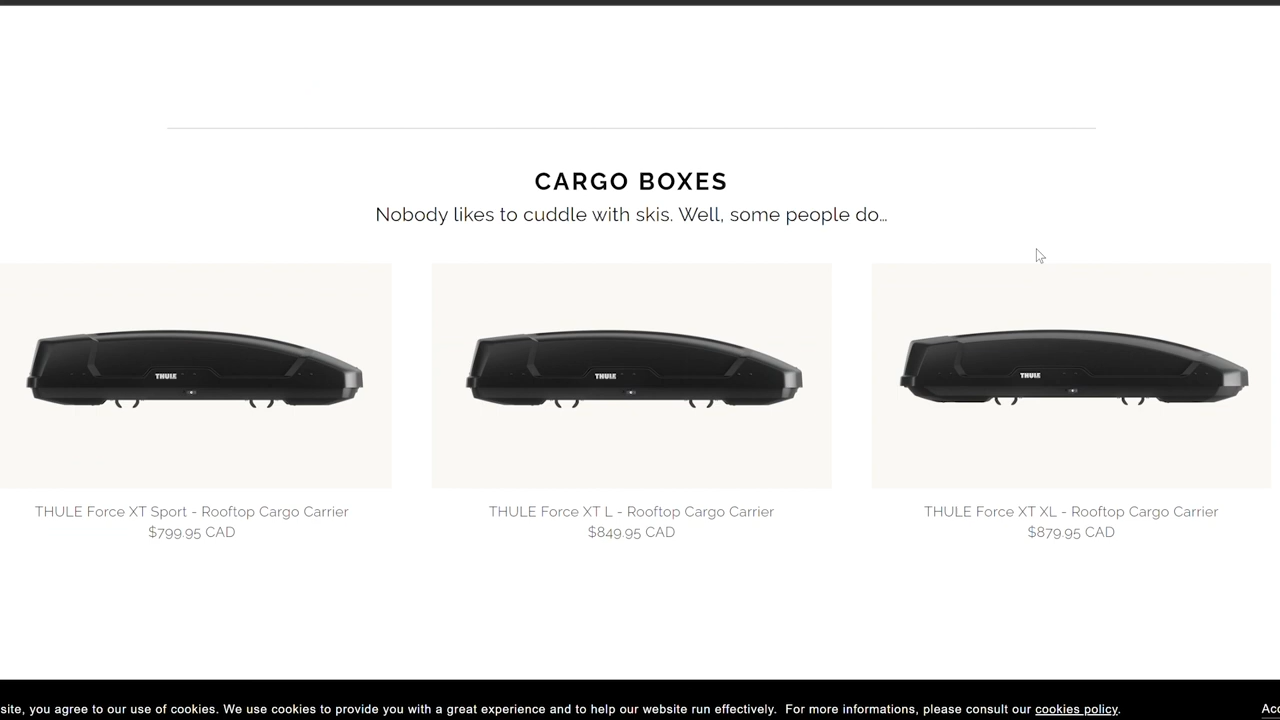 CARGO BOXES
Nobody likes to cuddle with skis. Well, some people do…
THULE
THULE
THULE
THULE Force XT Sport - Rooftop Cargo Carrier
$799.95 CAD
THULE Force XT L - Rooftop Cargo Carrier
$849.95 CAD
THULE Force XT XL - Rooftop Cargo Carrier
$879.95 CAD
site, you agree to our use of cookies. We use cookies to provide you with a great experience and to help our website run effectively. For more informations, please consult our cookies policy.